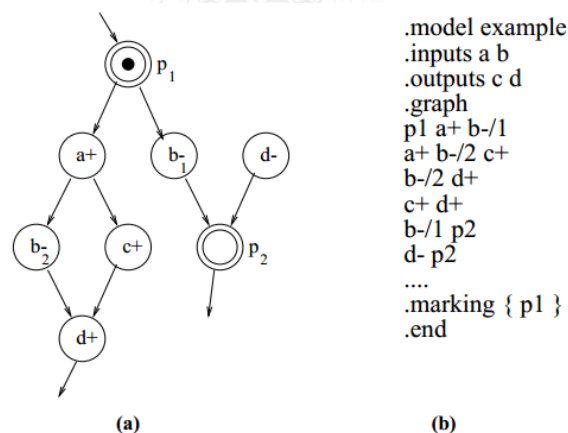 p1
a+
b-1
d-
b-2
c+
p2
d+
(a)
.model example
.inputs a b
.outputs c d
.graph
p1 a+ b-/1
a+ b-/2 c+
b-/2 d+
c+ d+
b-/1 p2
d- p2
....
.marking { p1 }
.end
(b)